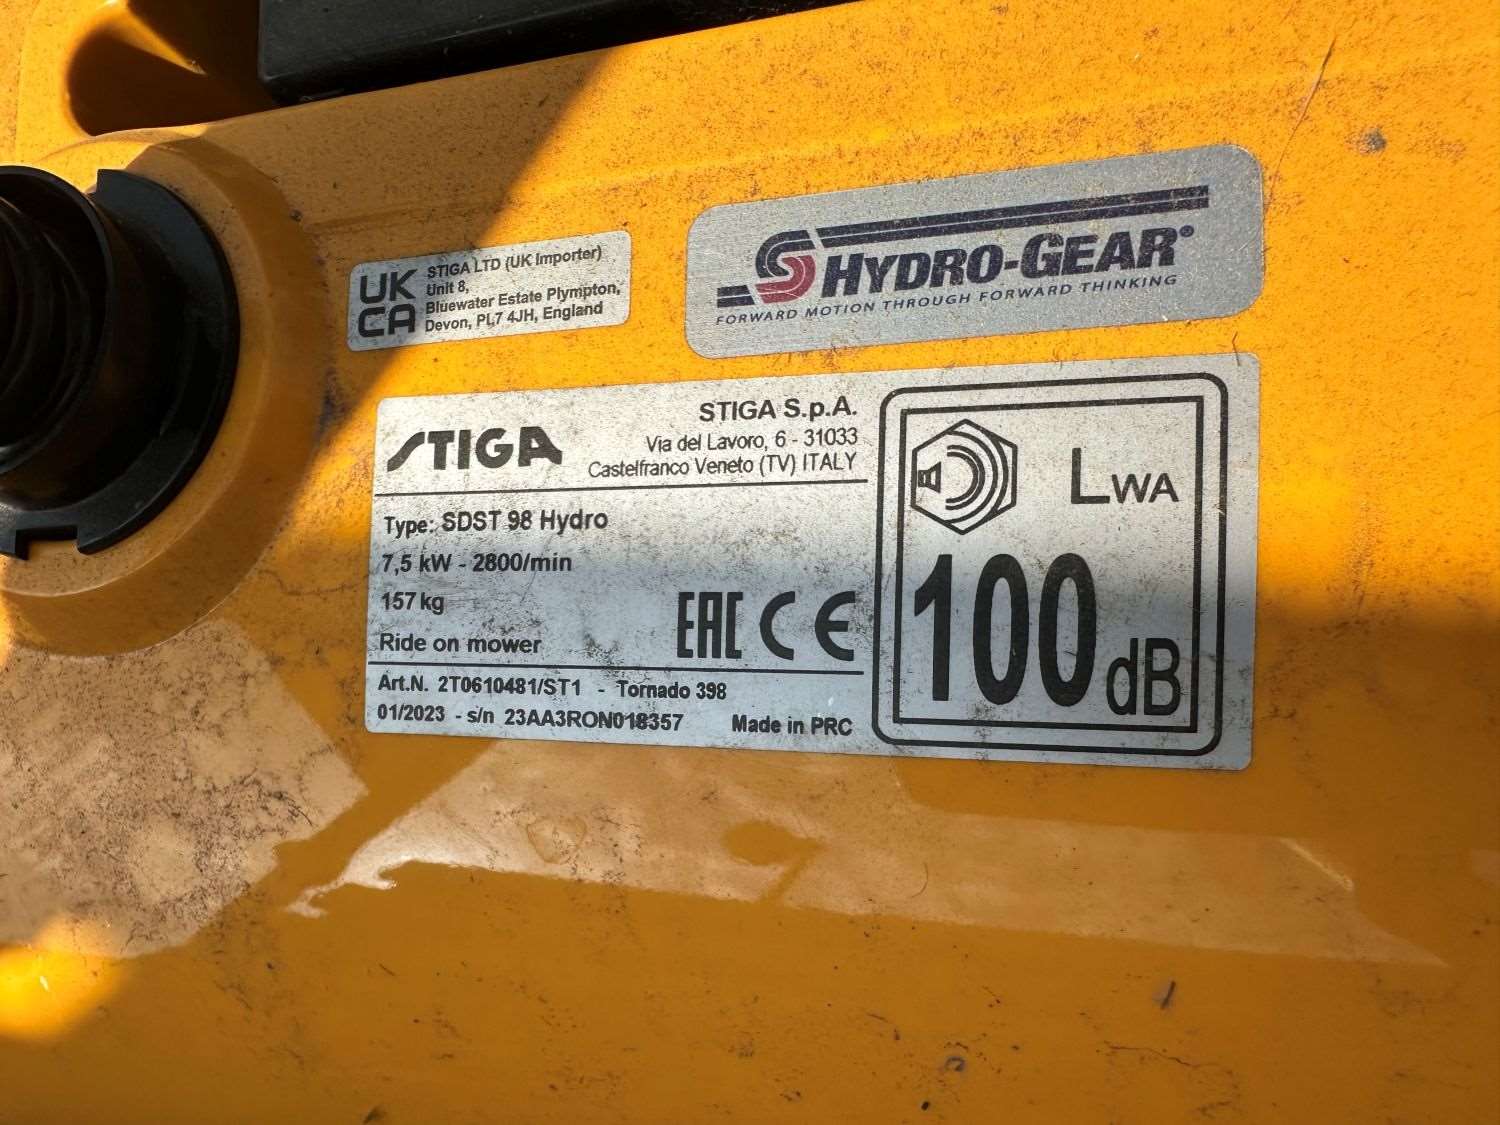 UK
CA
STIGA LTD (UK Importer)
Unit 8,
Bluewater Estate Plympton,
Devon, PL7 4JH, England
HYDRO-GEAR®
FORWARD MOTION THROUGH FORWARD THINKING
STIGA
STIGA S.p.A.
Via del Lavoro, 6 - 31033
Castelfranco Veneto (TV) ITALY
Type: SDST 98 Hydro
7,5 kW - 2800/min
157 kg
Ride on mower
EAC CE
Art.N. 2T0610481/ST1 - Tornado 398
01/2023 - s/n 23AA3RON018357 Made in PRC
LWA
100 dB